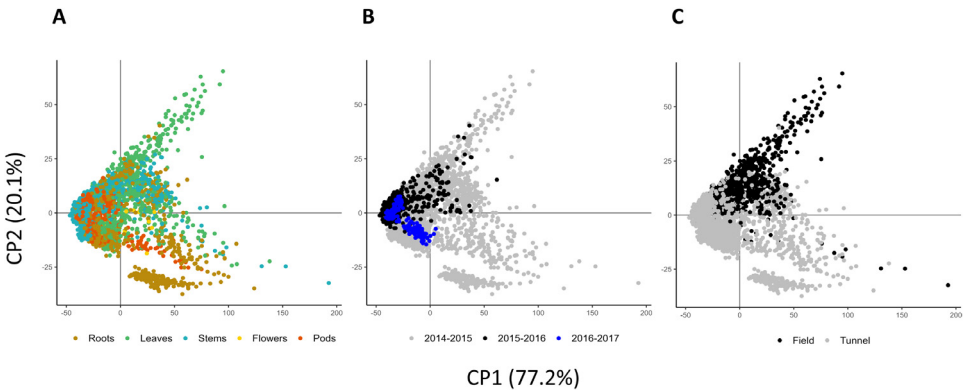 A B C
CP2 (20.1%)
50 50 50
25 25 25
0 0 0
-25 -25 -25
-50 0 50 100 150 200 -50 0 50 100 150 200 -50 0 50 100 150 200
Roots Leaves Stems Flowers Pods 2014-2015 2015-2016 2016-2017 Field Tunnel
CP1 (77.2%)